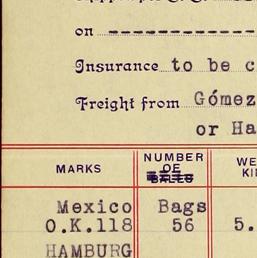 on ------------
Insurance to be c
Freight from Gómez
or Ha
MARKS NUMBER OF BALES WE
KI
Mexico Bags
O.K.118 56 5.
HAMBURG